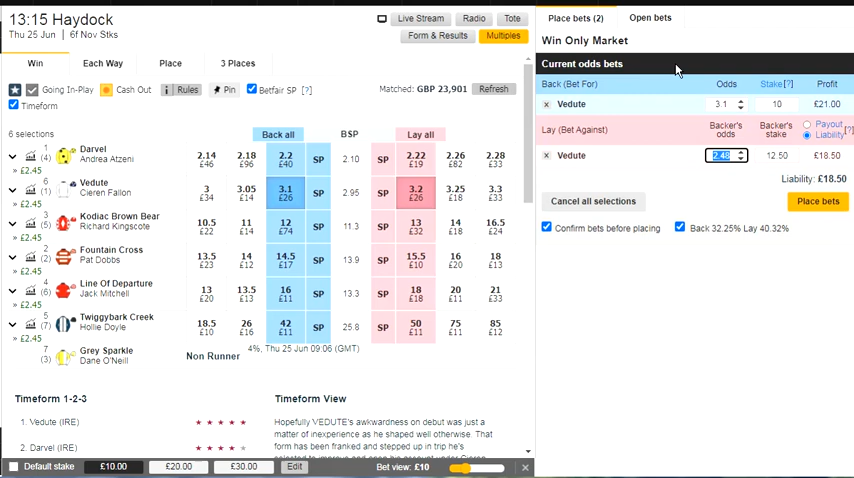 13:15 Haydock
Thu 25 Jun | 6f Nov Stks
Live Stream Radio Tote
Form & Results Multiples
Win Each Way Place 3 Places
Going In-Play Cash Out i Rules Pin Betfair SP [?] Matched: GBP 23,901 Refresh
Timeform
6 selections Back all BSP Lay all
1 (4) Darvel Andrea Atzeni 2.14 £46 2.18 £96 2.2 £40 SP 2.10 SP 2.22 £19 2.26 £82 2.28 £33
» £2.45
6 (1) Vedute Cieren Fallon 3 £34 3.05 £14 3.1 £26 SP 2.95 SP 3.2 £26 3.25 £18 3.3 £33
» £2.45
3 (5) Kodiac Brown Bear Richard Kingscote 10.5 £22 11 £14 12 £74 SP 11.3 SP 13 £32 14 £18 16.5 £24
» £2.45
2 (2) Fountain Cross Pat Dobbs 13.5 £23 12 £14 14.5 £17 SP 13.9 SP 15.5 £10 16 £20 18 £13
» £2.45
4 (6) Line Of Departure Jack Mitchell 13 £20 13.5 £13 16 £11 SP 13.3 SP 18 £18 20 £11 21 £33
» £2.45
5 (7) Twiggybark Creek Hollie Doyle 18.5 £10 26 £16 42 £11 SP 25.8 SP 50 £11 75 £11 85 £12
» £2.45
7 (3) Grey Sparkle Dane O'Neill Non Runner 4%, Thu 25 Jun 09:06 (GMT)
Timeform 1-2-3
1. Vedute (IRE) ★ ★ ★ ★ ★
2. Darvel (IRE) ★ ★ ★ ★ ★
Timeform View
Hopefully VEDUTE's awkwardness on debut was just a
matter of inexperience as he shaped well otherwise. That
form has been franked and stepped up in trip he's
Default stake £10.00 £20.00 £30.00 Edit Bet view: £10 ×
Place bets (2) Open bets
Win Only Market
Current odds bets
Back (Bet For) Odds Stake[?] Profit
× Vedute 3.1 10 £21.00
Lay (Bet Against) Backer's odds Backer's stake Payout Liability [?]
× Vedute 2.48 12.50 £18.50
Liability: £18.50
Cancel all selections Place bets
Confirm bets before placing Back 32.25% Lay 40.32%